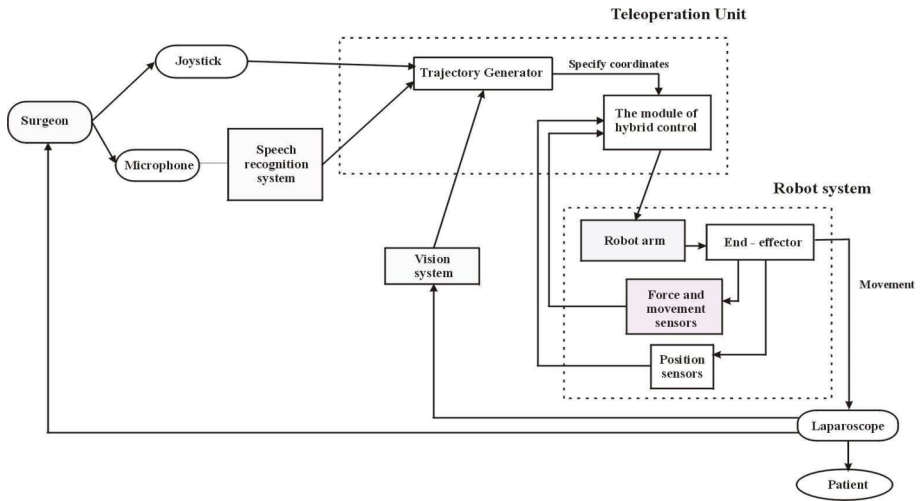 Teleoperation Unit
Joystick
Trajectory Generator
Specify coordinates
Surgeon
The module of
hybrid control
Microphone
Speech
recognition
system
Robot system
Robot arm
End - effector
Vision
system
Movement
Force and
movement
sensors
Position
sensors
Laparoscope
Patient